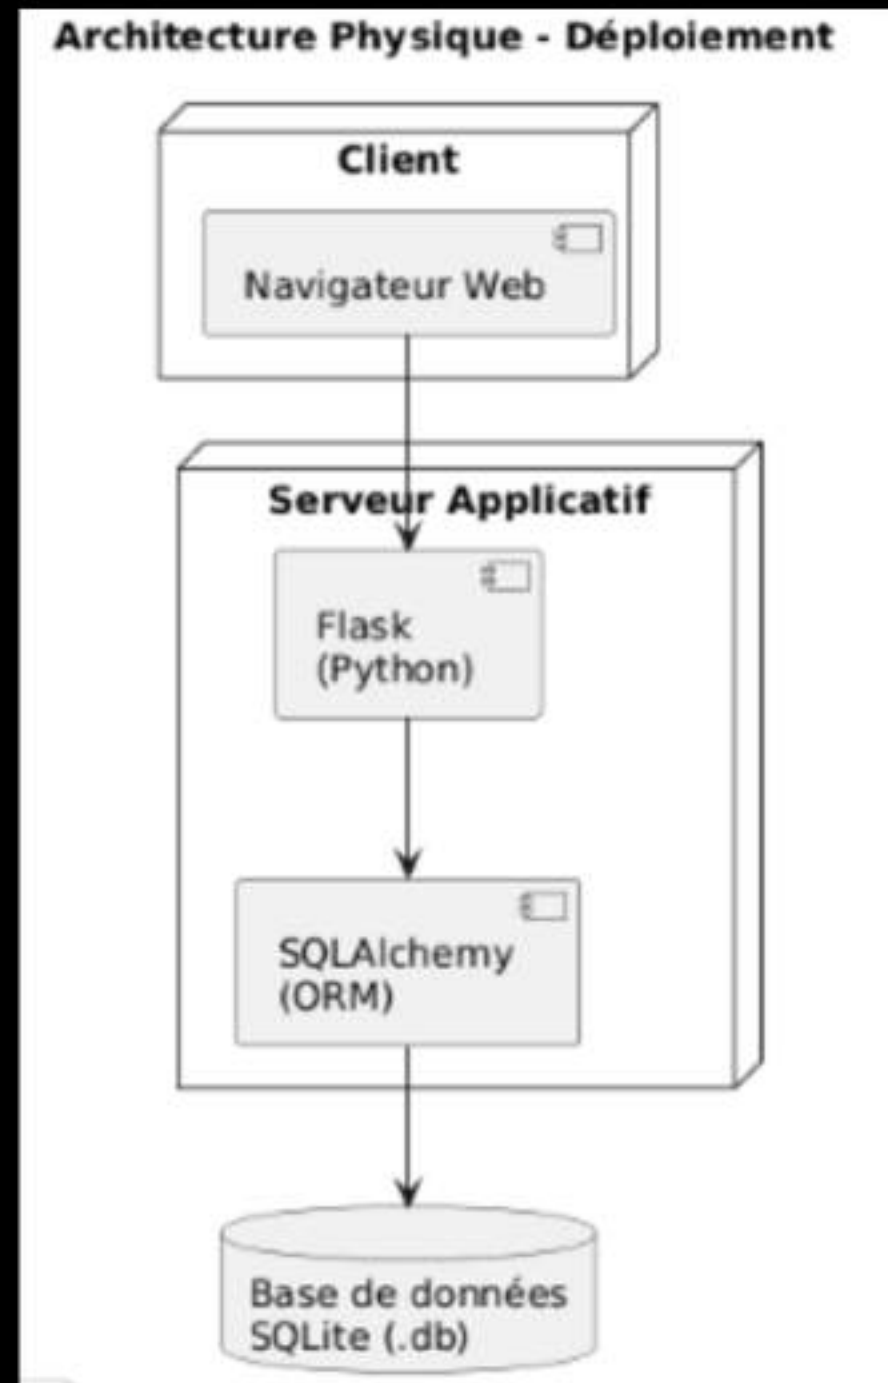 Architecture Physique - Déploiement
Client
Navigateur Web
Serveur Applicatif
Flask
(Python)
SQLAlchemy
(ORM)
Base de données
SQLite (.db)